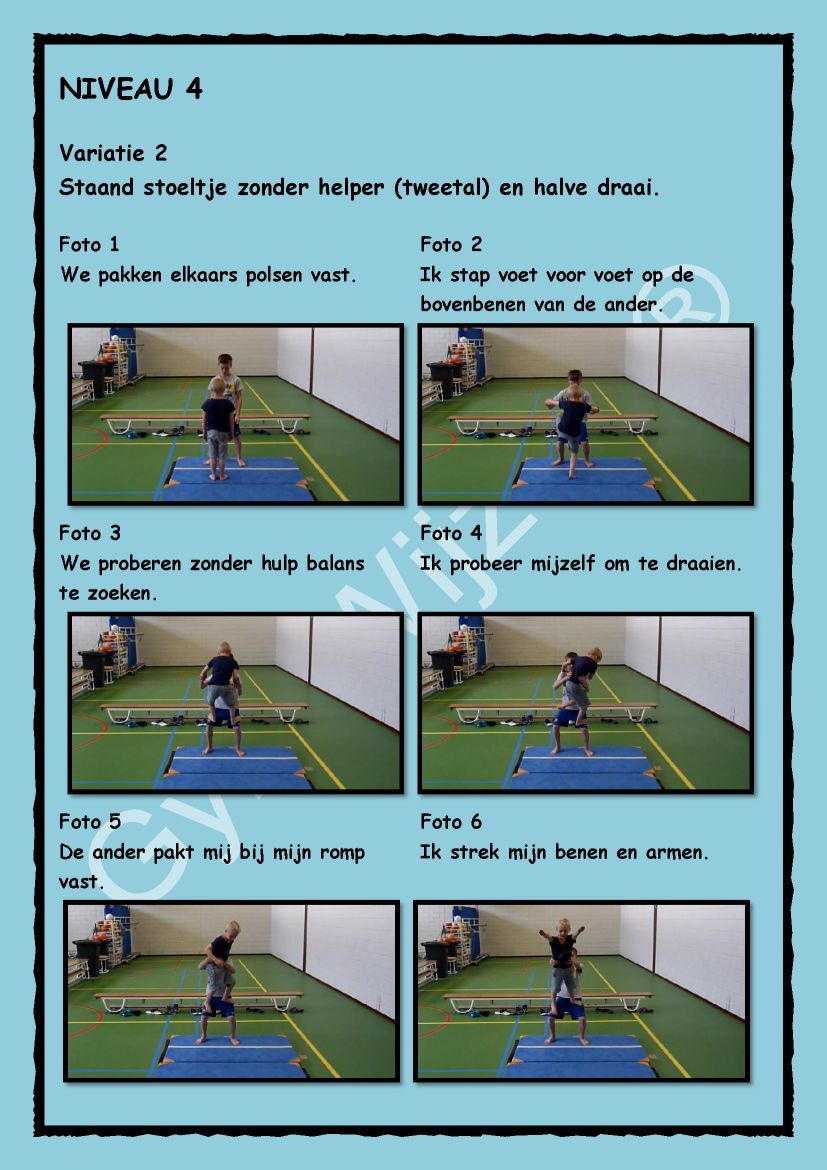 NIVEAU 4
Variatie 2
Staand stoeltje zonder helper (tweetal) en halve draai.
Foto 1
We pakken elkaars polsen vast.
Foto 2
Ik stap voet voor voet op de
bovenbenen van de ander.
Foto 3
We proberen zonder hulp balans
te zoeken.
Foto 4
Ik probeer mijzelf om te draaien.
Foto 5
De ander pakt mij bij mijn romp
vast.
Foto 6
Ik strek mijn benen en armen.